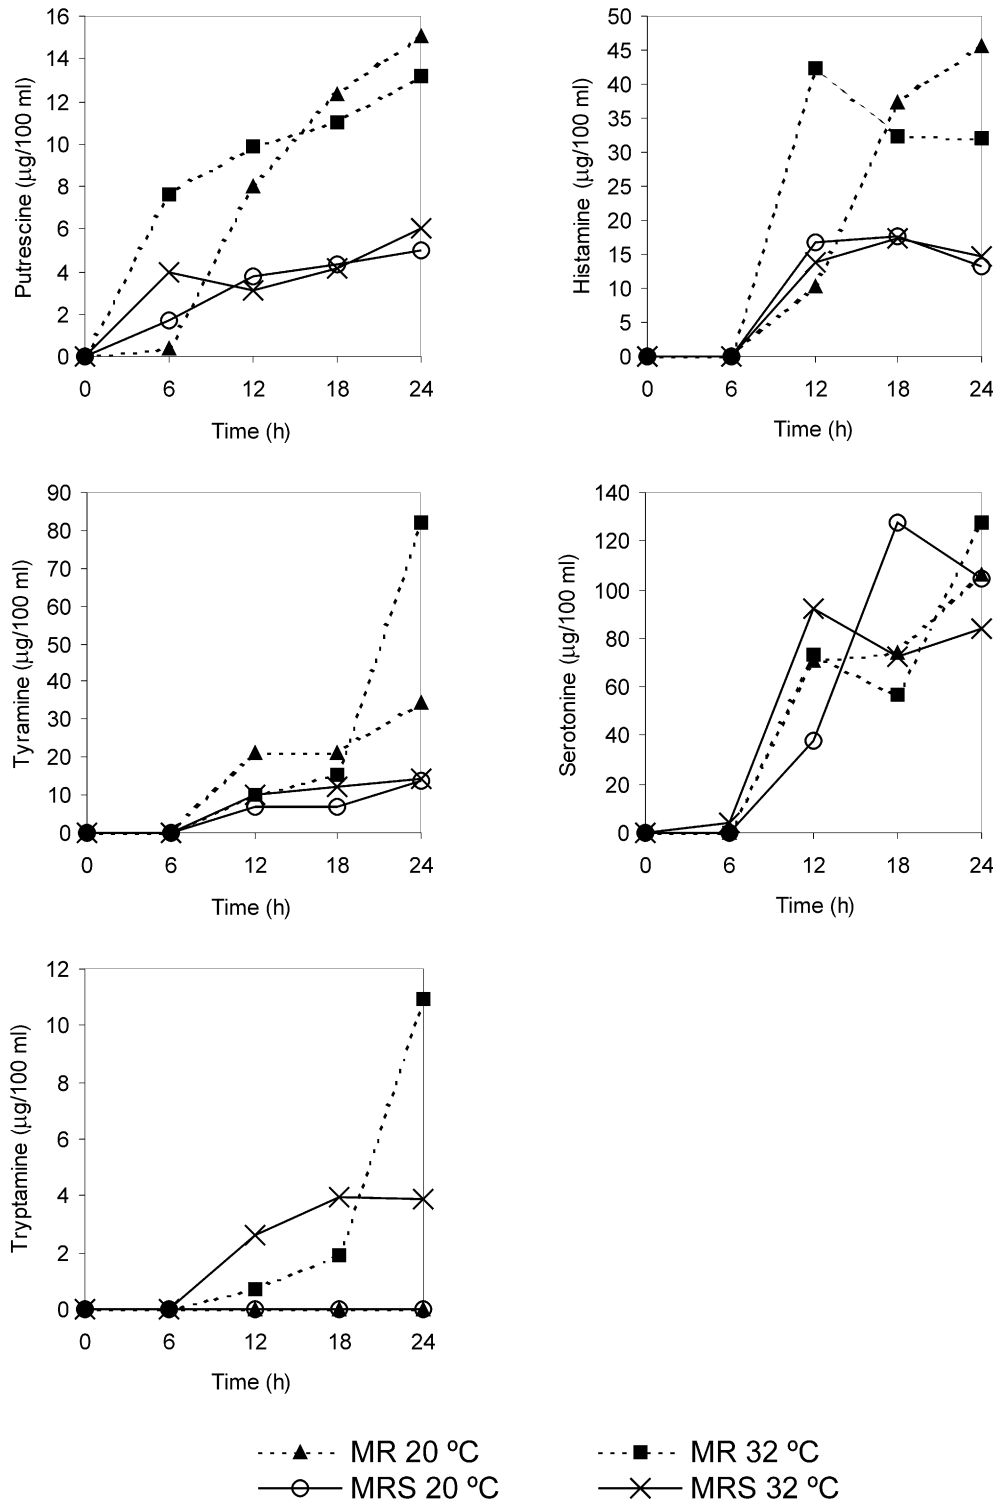 Putrescine (µg/100 ml)
16
14
12
10
8
6
4
2
0
0 6 12 18 24
Time (h)
Histamine (µg/100 ml)
50
45
40
35
30
25
20
15
10
5
0
0 6 12 18 24
Time (h)
Tyramine (µg/100 ml)
90
80
70
60
50
40
30
20
10
0
0 6 12 18 24
Time (h)
Serotonine (µg/100 ml)
140
120
100
80
60
40
20
0
0 6 12 18 24
Time (h)
Tryptamine (µg/100 ml)
12
10
8
6
4
2
0
0 6 12 18 24
Time (h)
MR 20 ºC
MR 32 ºC
MRS 20 ºC
MRS 32 ºC